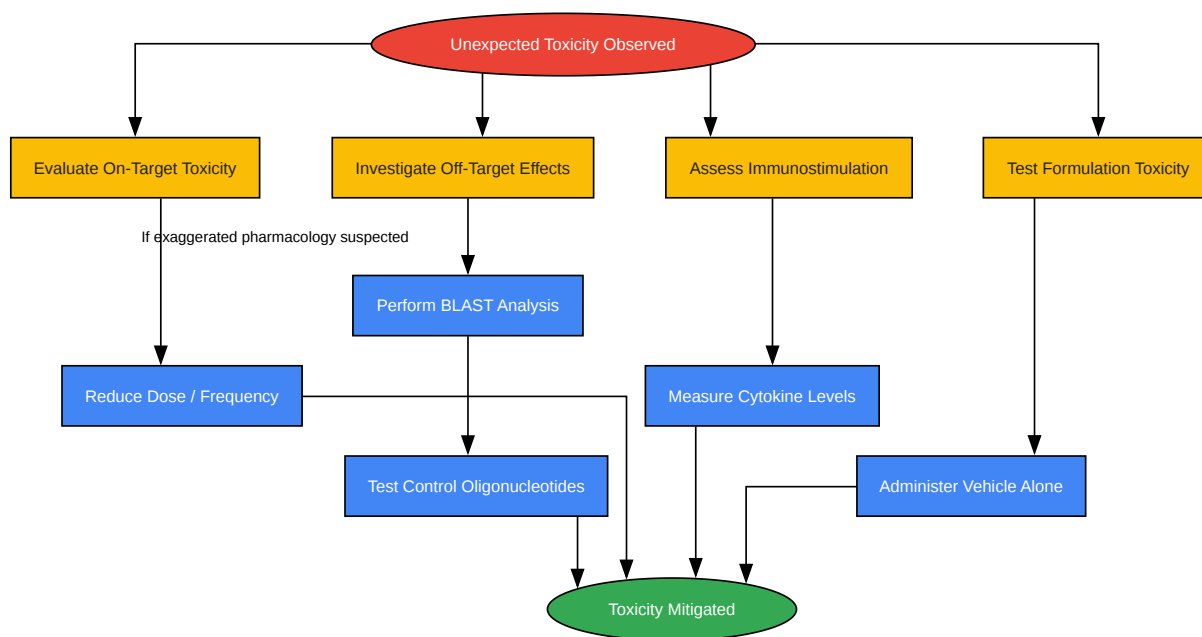 Unexpected Toxicity Observed
Evaluate On-Target Toxicity
Investigate Off-Target Effects
Assess Immunostimulation
Test Formulation Toxicity
If exaggerated pharmacology suspected
Perform BLAST Analysis
Reduce Dose / Frequency
Measure Cytokine Levels
Test Control Oligonucleotides
Administer Vehicle Alone
Toxicity Mitigated